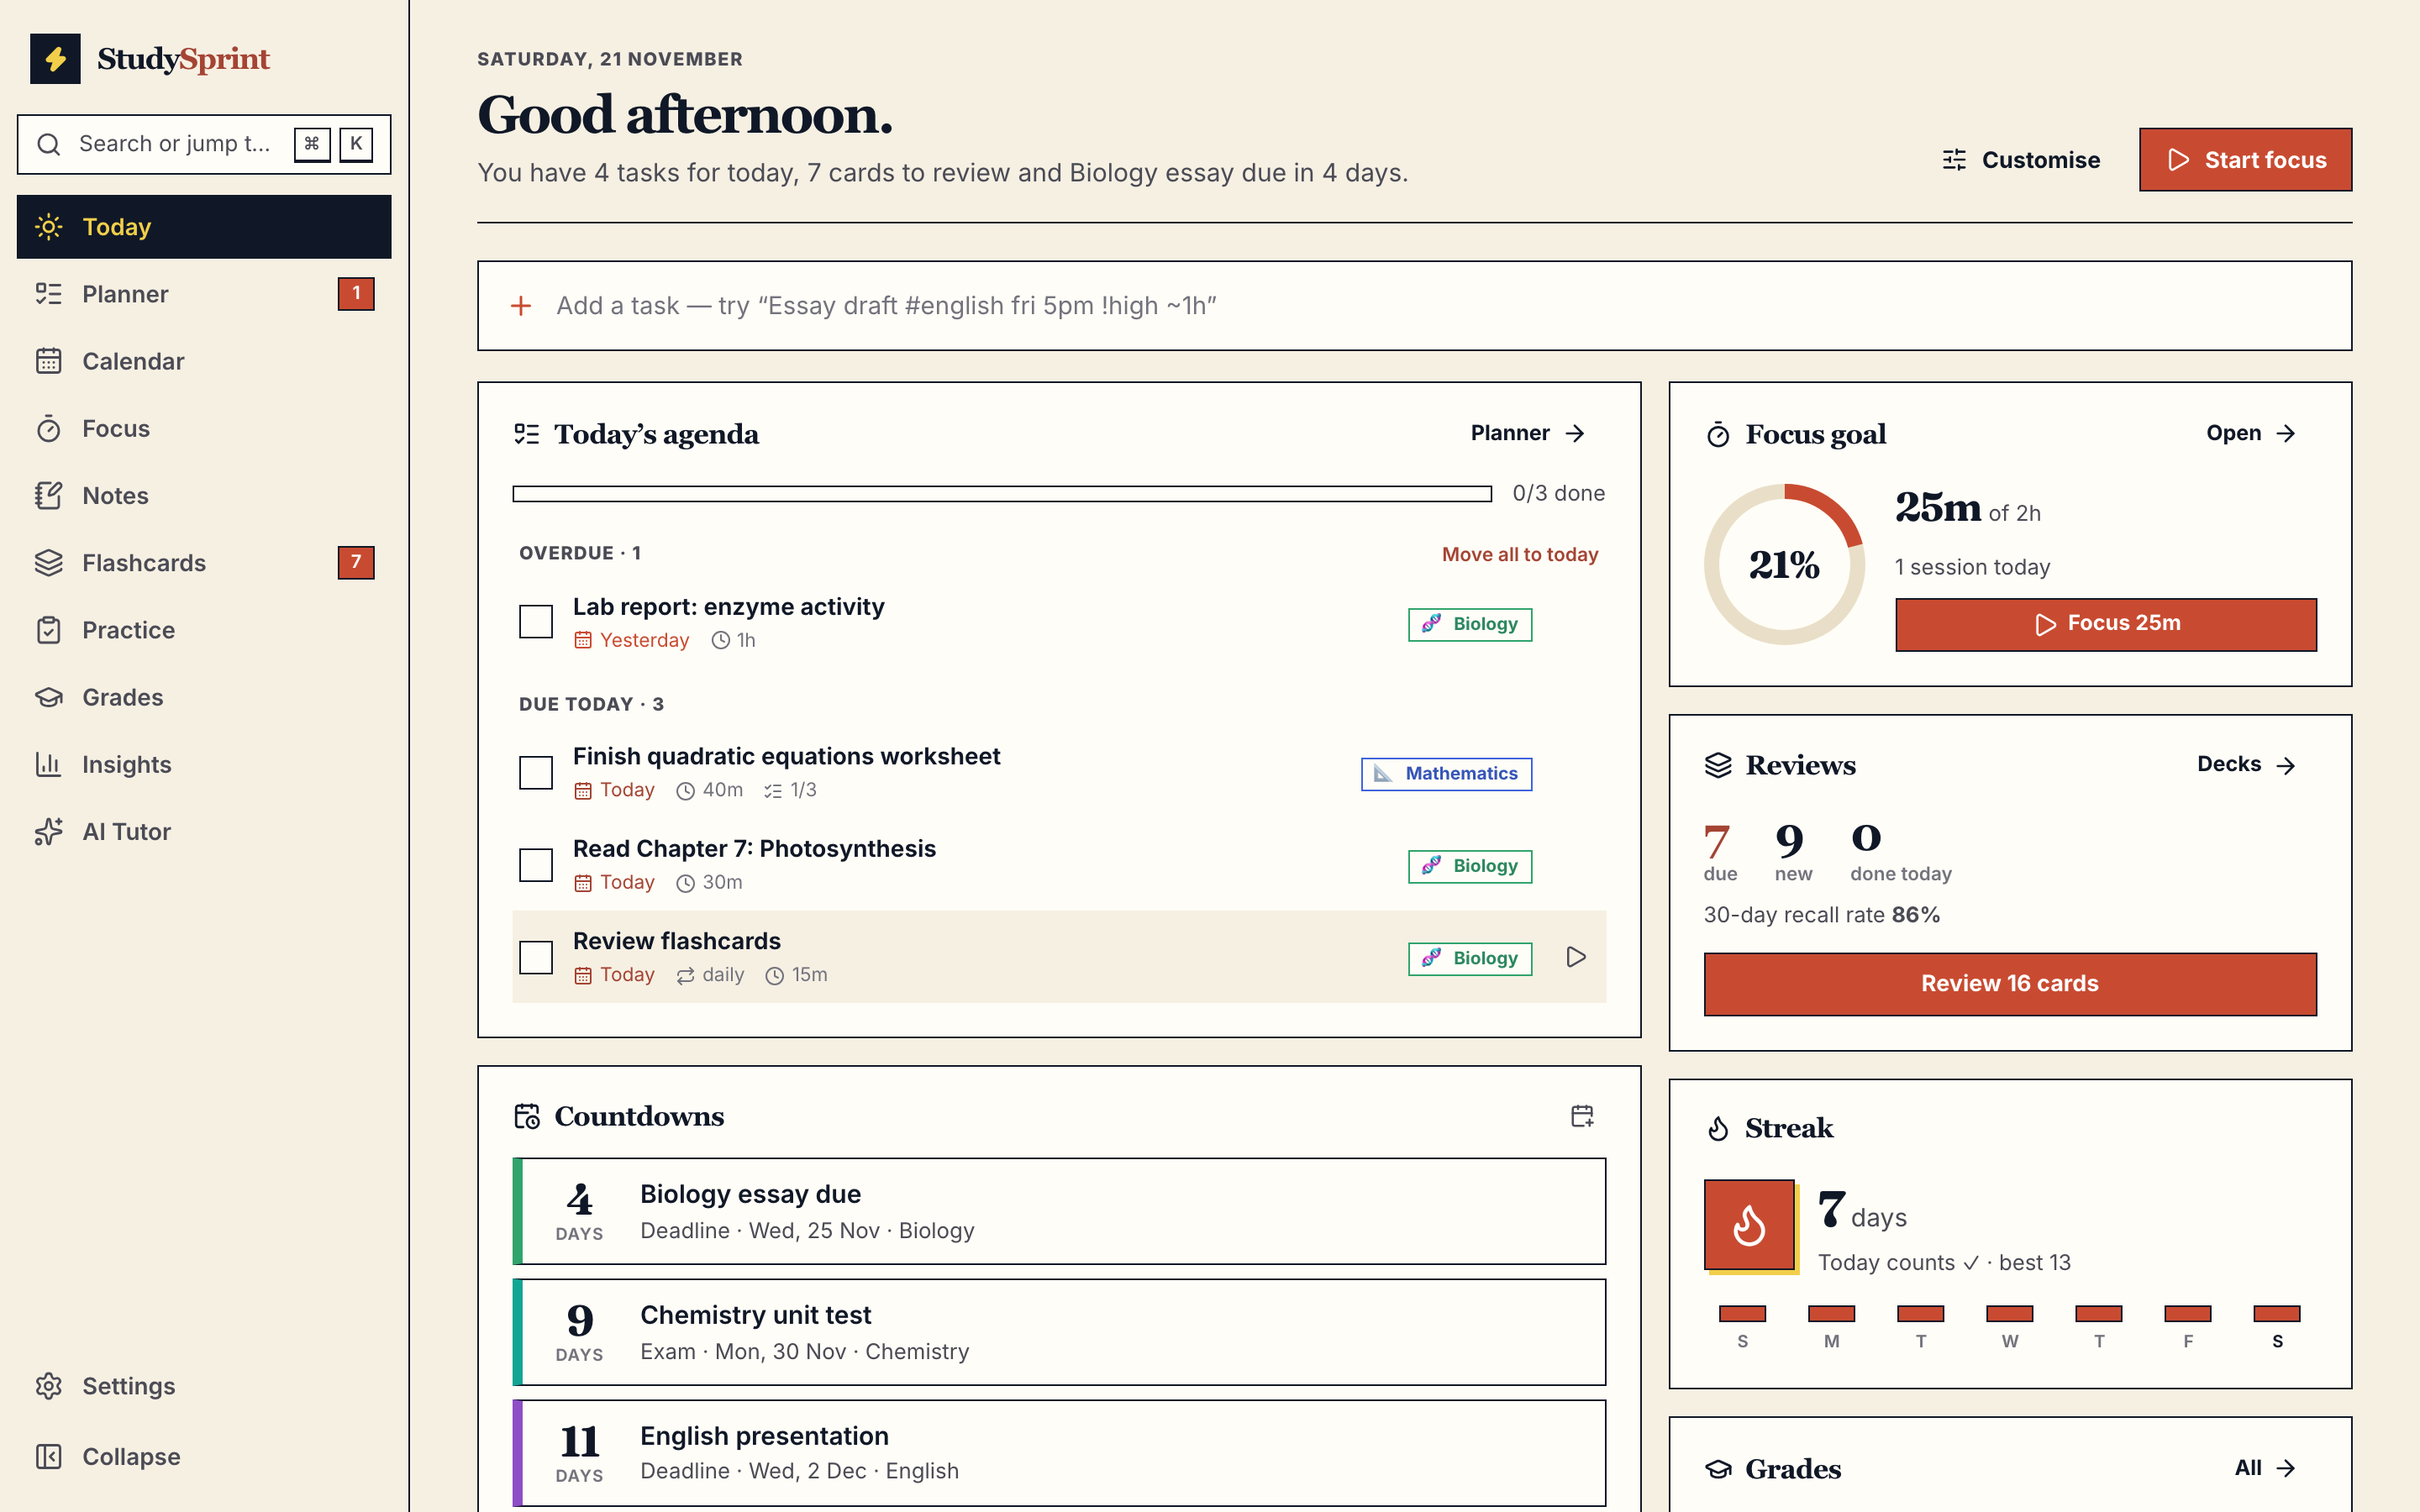 StudySprint
Search or jump t... ⌘ K
Today
Planner 1
Calendar
Focus
Notes
Flashcards 7
Practice
Grades
Insights
AI Tutor
Settings
Collapse
SATURDAY, 21 NOVEMBER
Good afternoon.
You have 4 tasks for today, 7 cards to review and Biology essay due in 4 days.
Customise
Start focus
Add a task — try “Essay draft #english fri 5pm !high ~1h”
Today’s agenda
Planner →
0/3 done
OVERDUE · 1
Move all to today
Lab report: enzyme activity
Yesterday 1h
Biology
DUE TODAY · 3
Finish quadratic equations worksheet
Today 40m 1/3
Mathematics
Read Chapter 7: Photosynthesis
Today 30m
Biology
Review flashcards
Today daily 15m
Biology
Countdowns
4 DAYS
Biology essay due
Deadline · Wed, 25 Nov · Biology
9 DAYS
Chemistry unit test
Exam · Mon, 30 Nov · Chemistry
11 DAYS
English presentation
Deadline · Wed, 2 Dec · English
Focus goal
Open →
21%
25m of 2h
1 session today
Focus 25m
Reviews
Decks →
7 due
9 new
0 done today
30-day recall rate 86%
Review 16 cards
Streak
7 days
Today counts ✓ · best 13
S M T W T F S
Grades
All →